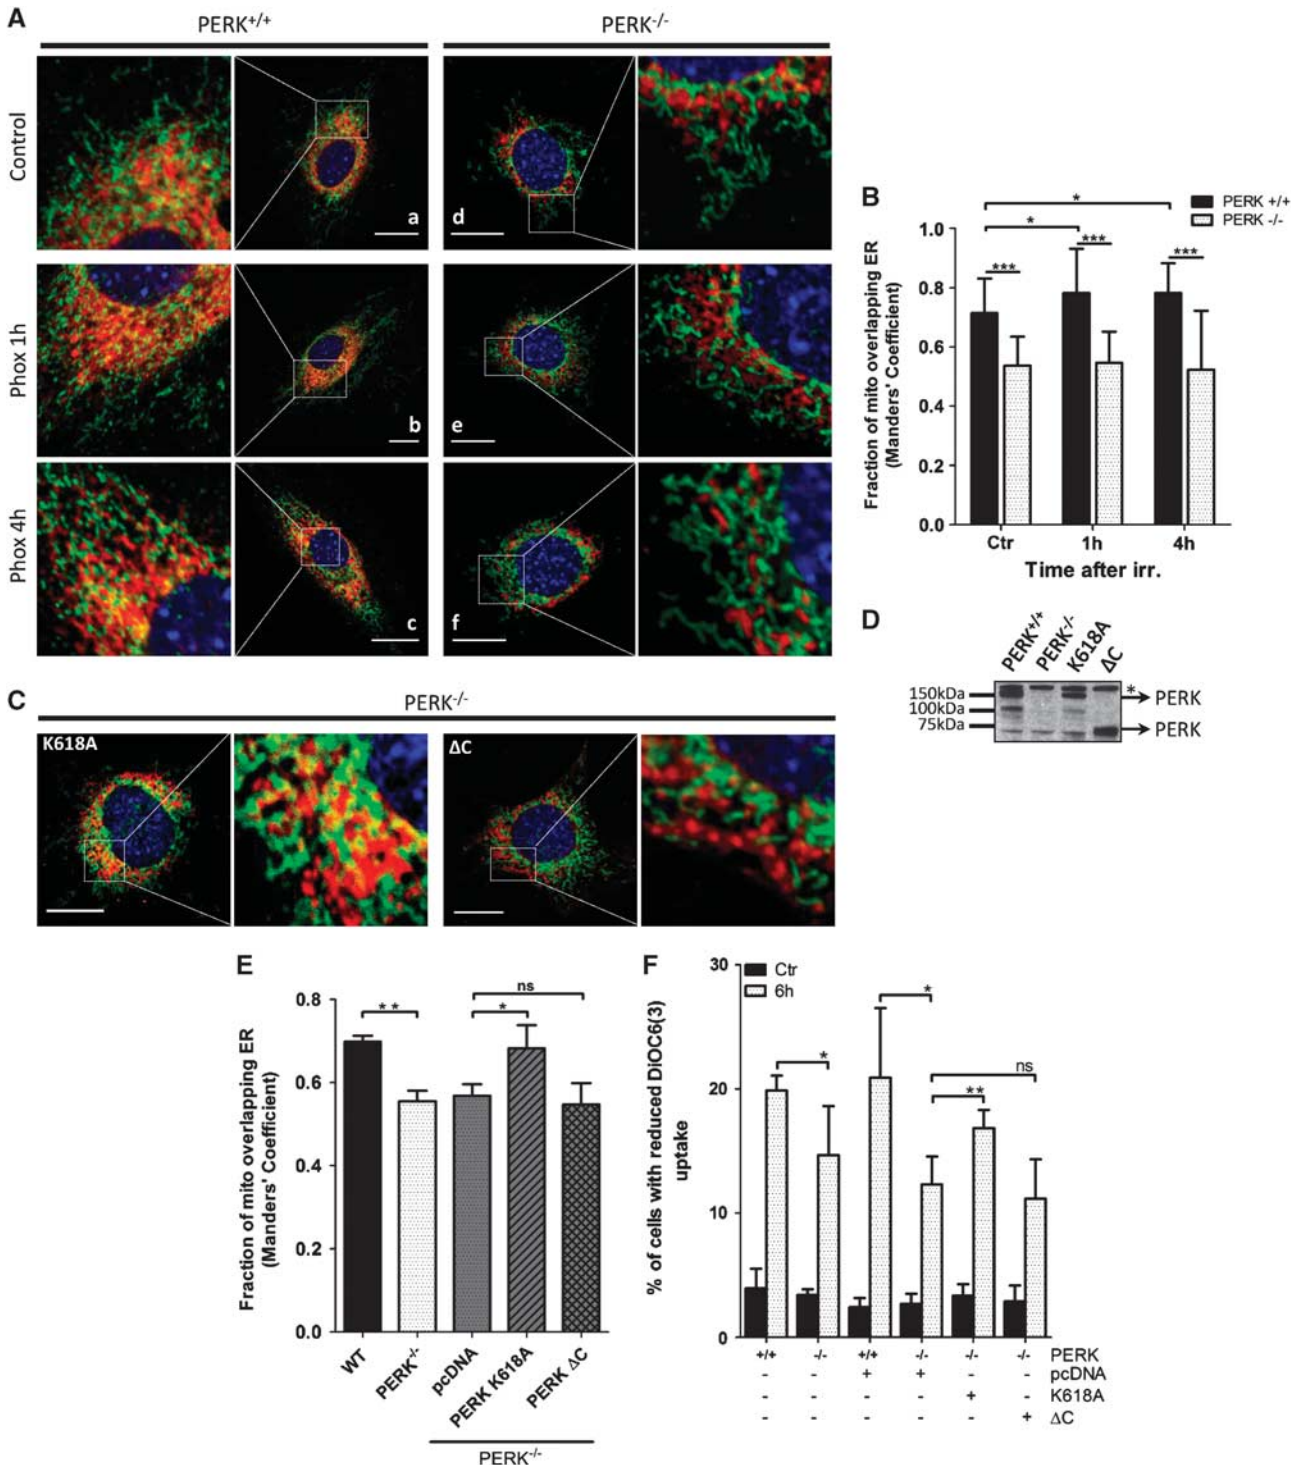 A
PERK+/+
PERK-/-
Control
Phox 1h
Phox 4h
a
d
b
e
c
f
B
PERK +/+
PERK -/-
*
*
***
***
***
Fraction of mito overlapping ER
(Manders' Coefficient)
1.0
0.8
0.6
0.4
0.2
0.0
Ctr
1h
4h
Time after irr.
C
PERK-/-
K618A
ΔC
D
PERK+/+
PERK-/-
K618A
ΔC
150kDa
100kDa
75kDa
*
PERK
PERK
E
Fraction of mito overlapping ER
(Manders' Coefficient)
0.8
0.6
0.4
0.2
0.0
**
ns
*
WT
PERK-/-
pcDNA
PERK K618A
PERK ΔC
PERK-/-
F
Ctr
6h
% of cells with reduced DiOC6(3)
uptake
30
20
10
0
*
*
**
ns
+/+ -/- +/+ -/- -/- -/- PERK
- - + + - - pcDNA
- - - - + - K618A
- - - - - + ΔC